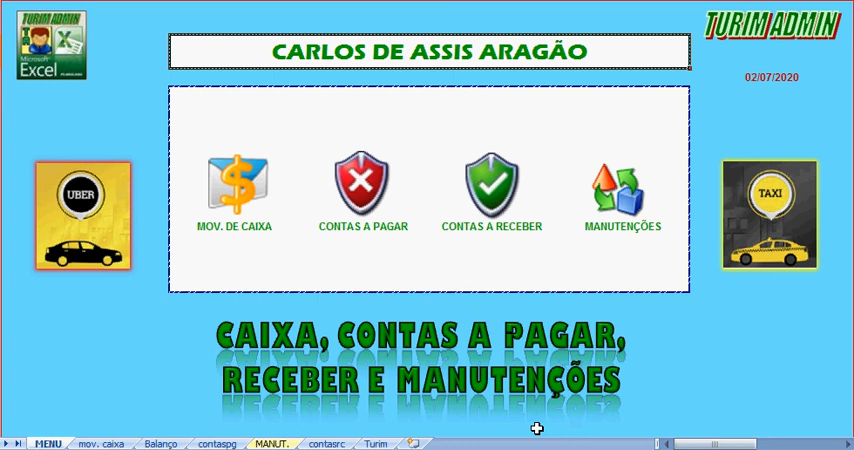 TURIM ADMIN
TA
Microsoft
Excel
CARLOS DE ASSIS ARAGÃO
TURIM ADMIN
02/07/2020
UBER
TAXI
MOV. DE CAIXA
CONTAS A PAGAR
CONTAS A RECEBER
MANUTENÇÕES
CAIXA, CONTAS A PAGAR,
RECEBER E MANUTENÇÕES
MENU
mov. caixa
Balanço
contaspg
MANUT.
contasrc
Turim